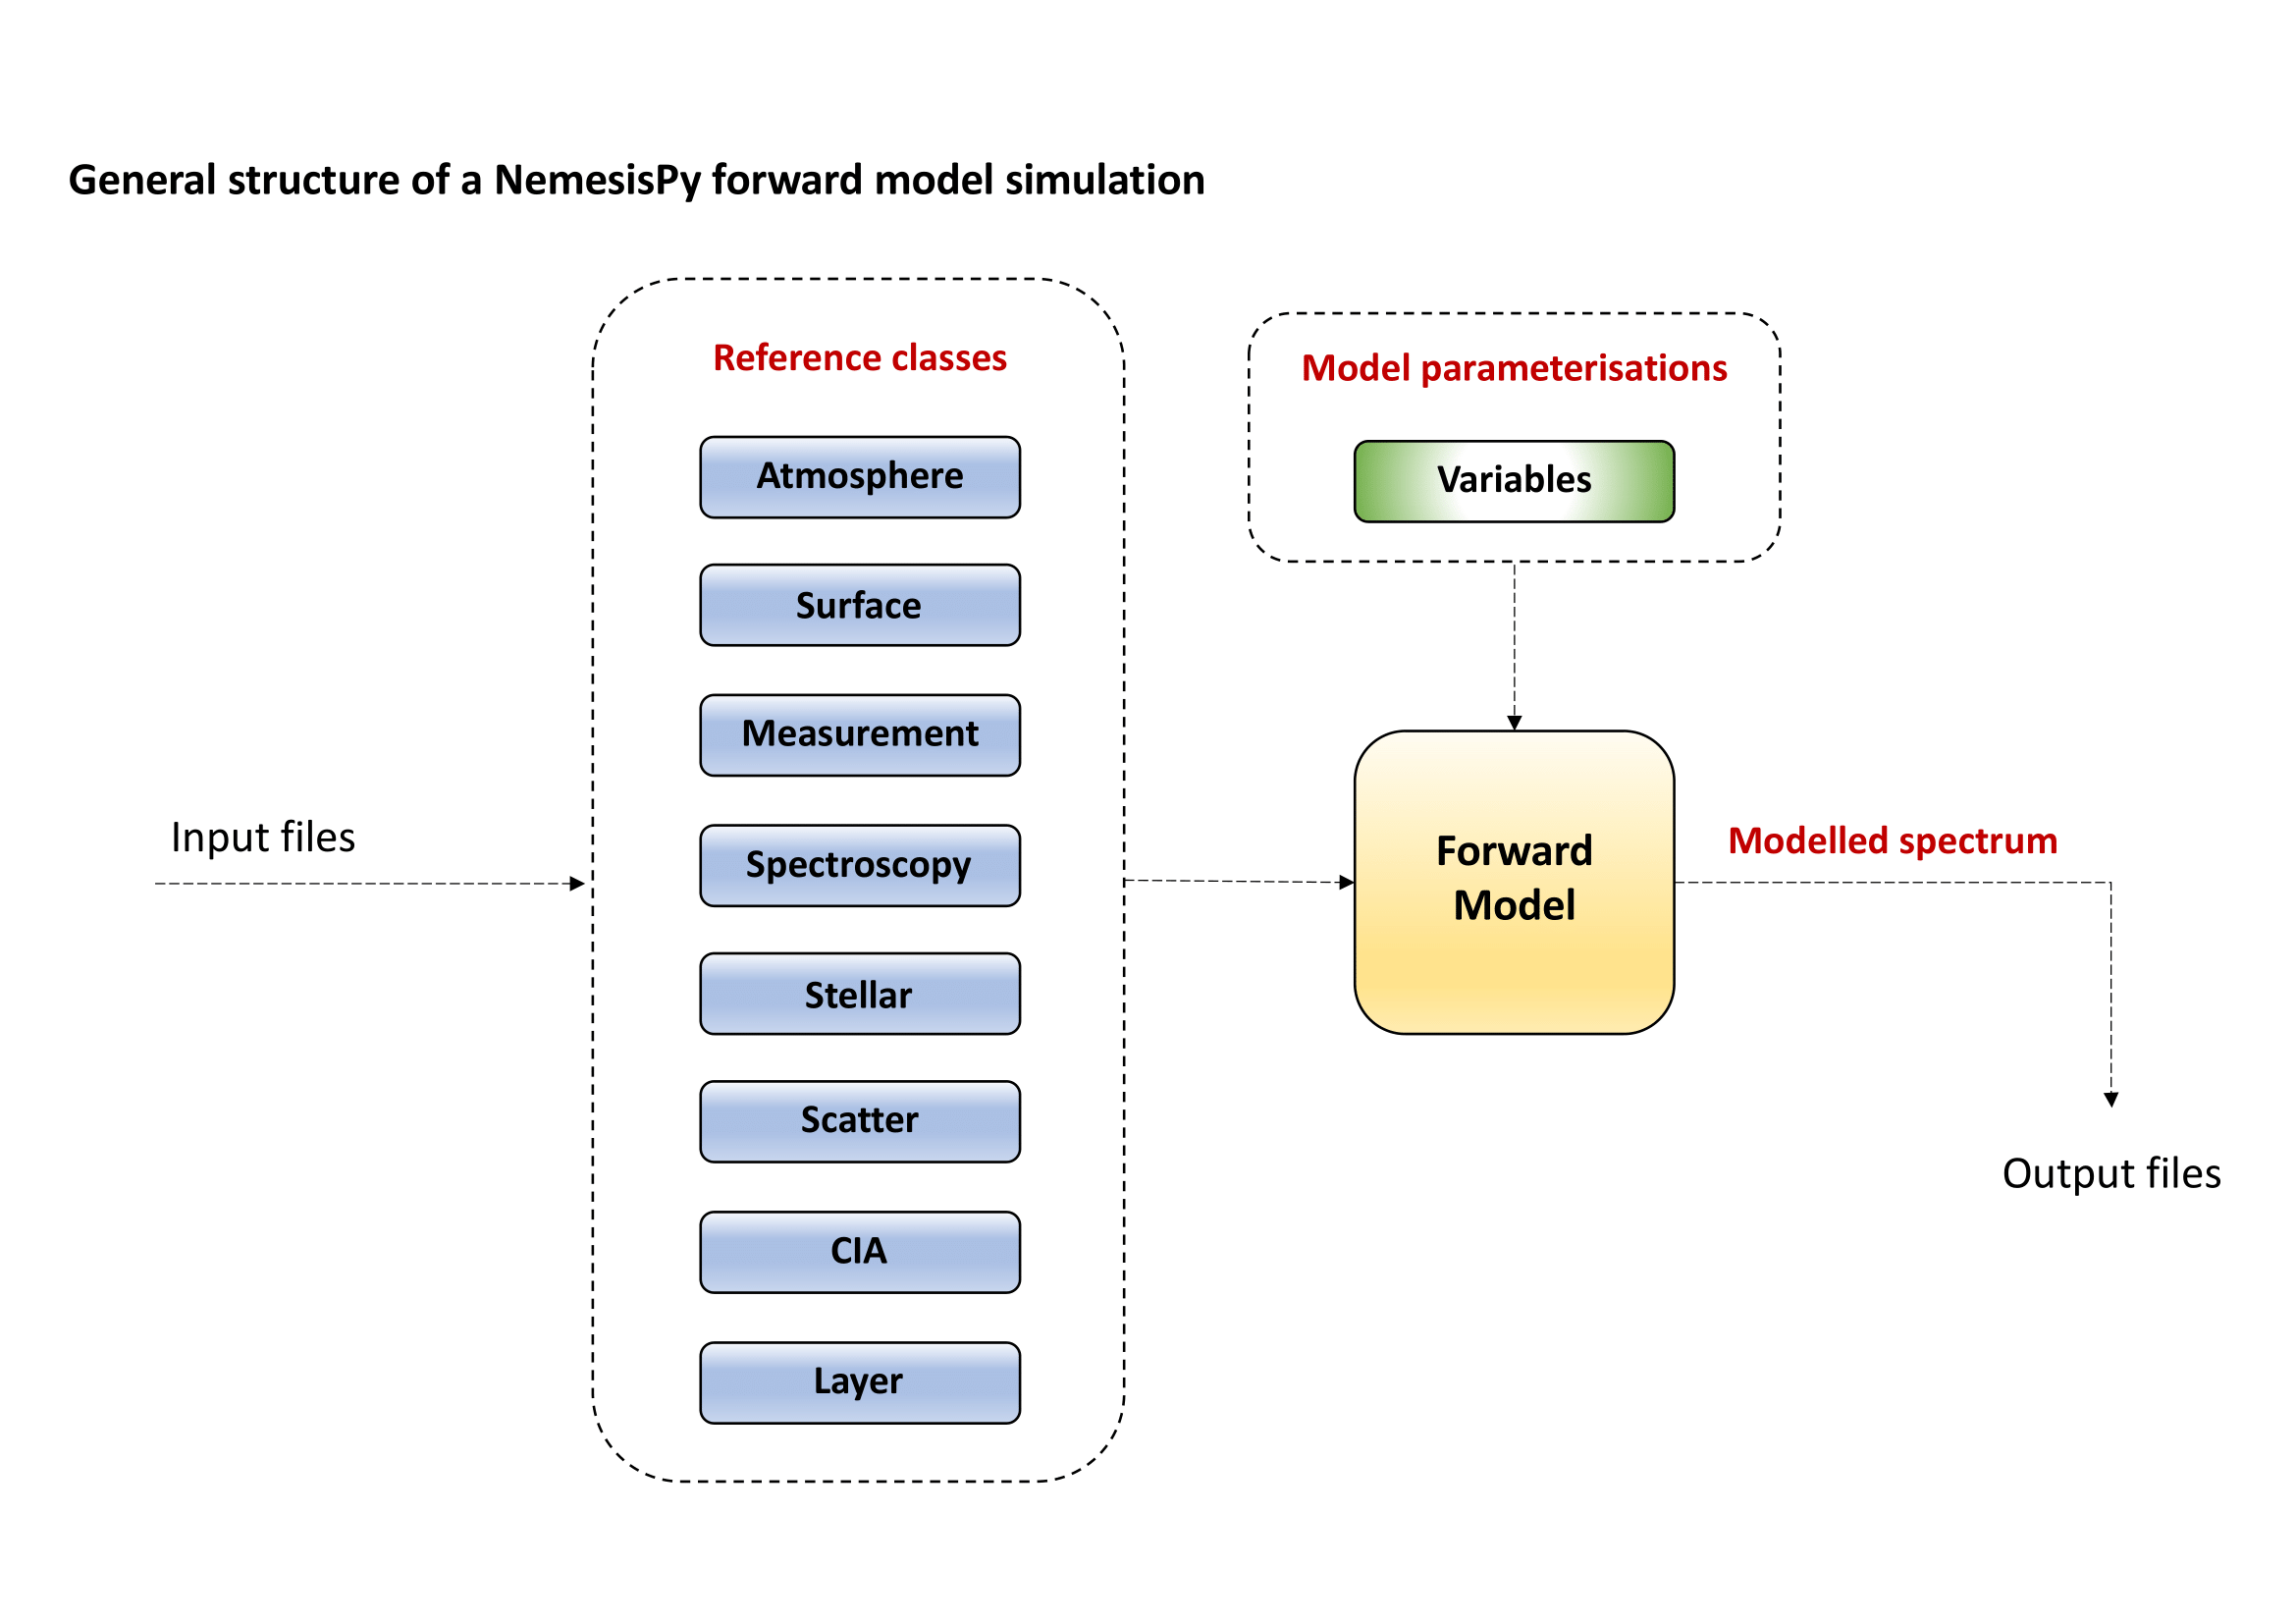 General structure of a NemesisPy forward model simulation
Reference classes
Atmosphere
Surface
Measurement
Spectroscopy
Stellar
Scatter
CIA
Layer
Input files
Model parameterisations
Variables
Forward
Model
Modelled spectrum
Output files